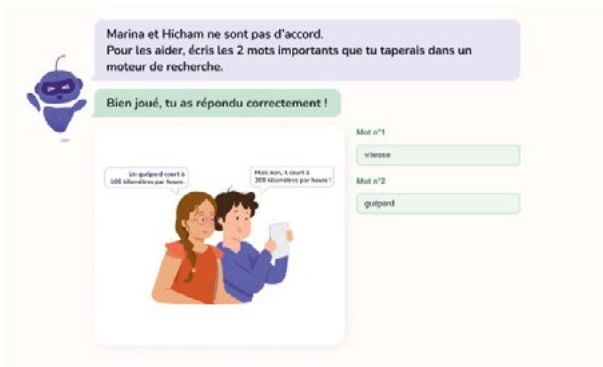 Marina et Hicham ne sont pas d'accord.
Pour les aider, écris les 2 mots importants que tu taperais dans un
moteur de recherche.
Bien joué, tu as répondu correctement !
Un guépard court à
100 kilomètres par heure.
Mais non, il court à
200 kilomètres par heure !
Mot n°1
vitesse
Mot n°2
guépard